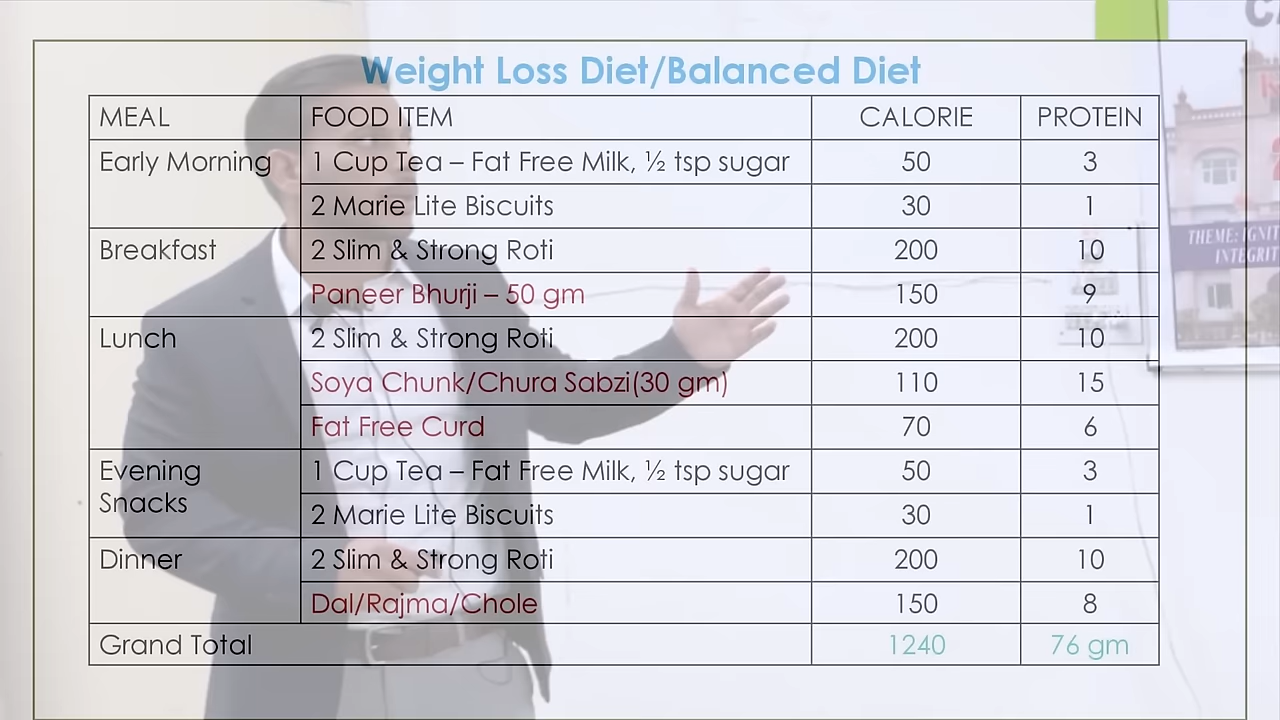 Weight Loss Diet/Balanced Diet
MEAL FOOD ITEM CALORIE PROTEIN
Early Morning 1 Cup Tea – Fat Free Milk, ½ tsp sugar 50 3
2 Marie Lite Biscuits 30 1
Breakfast 2 Slim & Strong Roti 200 10
Paneer Bhurji – 50 gm 150 9
Lunch 2 Slim & Strong Roti 200 10
Soya Chunk/Chura Sabzi(30 gm) 110 15
Fat Free Curd 70 6
Evening 1 Cup Tea – Fat Free Milk, ½ tsp sugar 50 3
Snacks
2 Marie Lite Biscuits 30 1
Dinner 2 Slim & Strong Roti 200 10
Dal/Rajma/Chole 150 8
Grand Total 1240 76 gm
THEME: